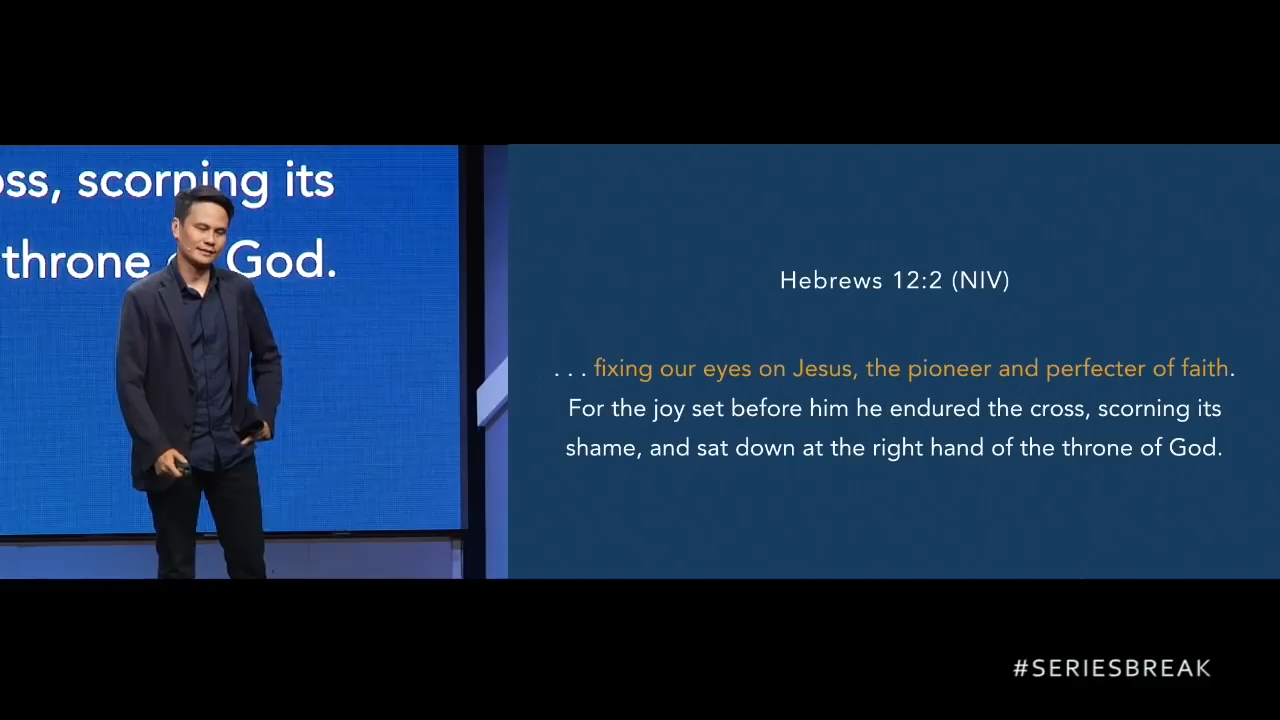 oss, scorning its
throne of God.
Hebrews 12:2 (NIV)
. . . fixing our eyes on Jesus, the pioneer and perfecter of faith.
For the joy set before him he endured the cross, scorning its
shame, and sat down at the right hand of the throne of God.
#SERIESBREAK